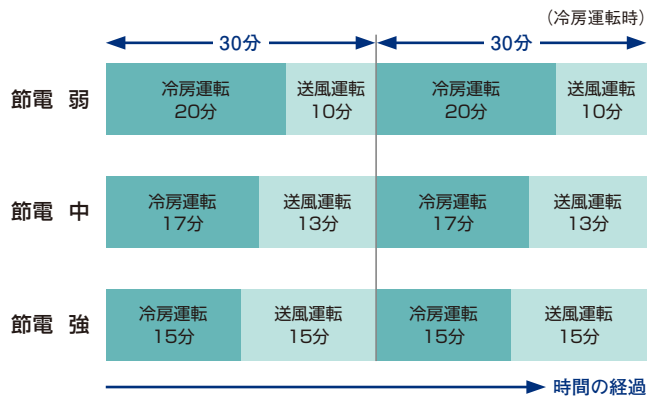 (冷房運転時)
30分 30分
節電 弱
冷房運転 送風運転 冷房運転 送風運転
20分 10分 20分 10分
節電 中
冷房運転 送風運転 冷房運転 送風運転
17分 13分 17分 13分
節電 強
冷房運転 送風運転 冷房運転 送風運転
15分 15分 15分 15分
時間の経過